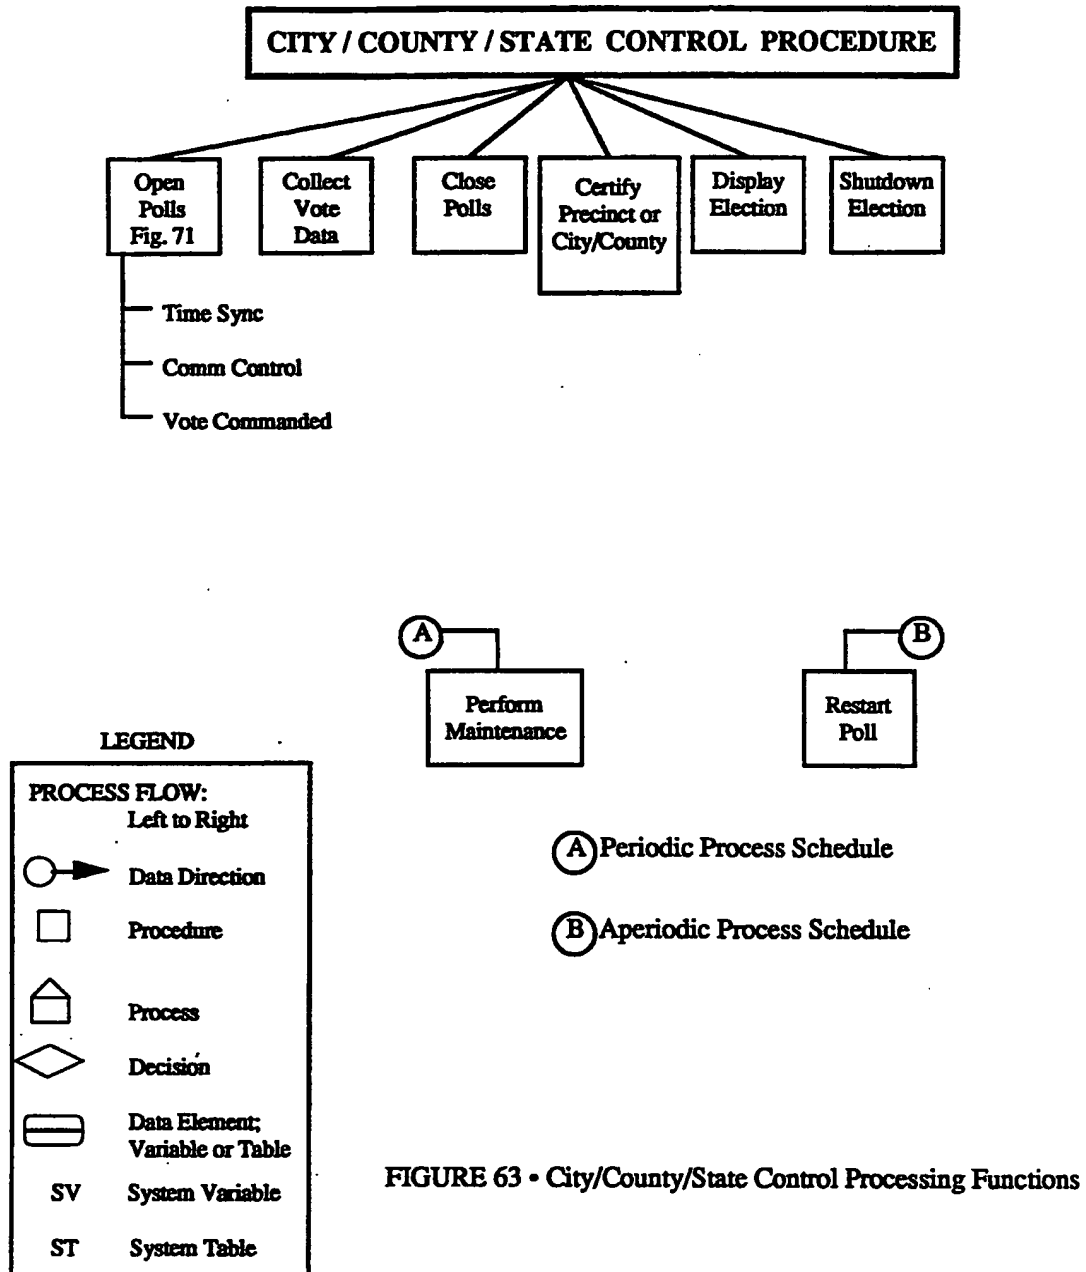 CITY / COUNTY / STATE CONTROL PROCEDURE
Open
Polls
Fig. 71
Collect
Vote
Data
Close
Polls
Certify
Precinct or
City/County
Display
Election
Shutdown
Election
Time Sync
Comm Control
Vote Commanded
A
Perform
Maintenance
B
Restart
Poll
A Periodic Process Schedule
B Aperiodic Process Schedule
LEGEND
PROCESS FLOW:
Left to Right
Data Direction
Procedure
Process
Decision
Data Element;
Variable or Table
SV System Variable
ST System Table
FIGURE 63 • City/County/State Control Processing Functions